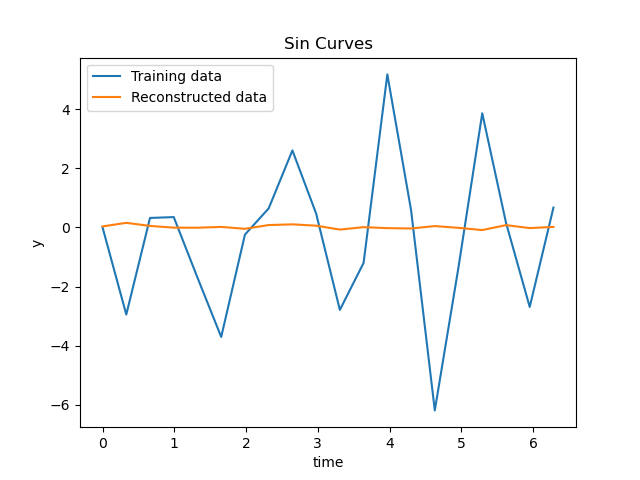 Sin Curves
Training data
Reconstructed data
4
2
0
−2
−4
−6
y
0 1 2 3 4 5 6
time